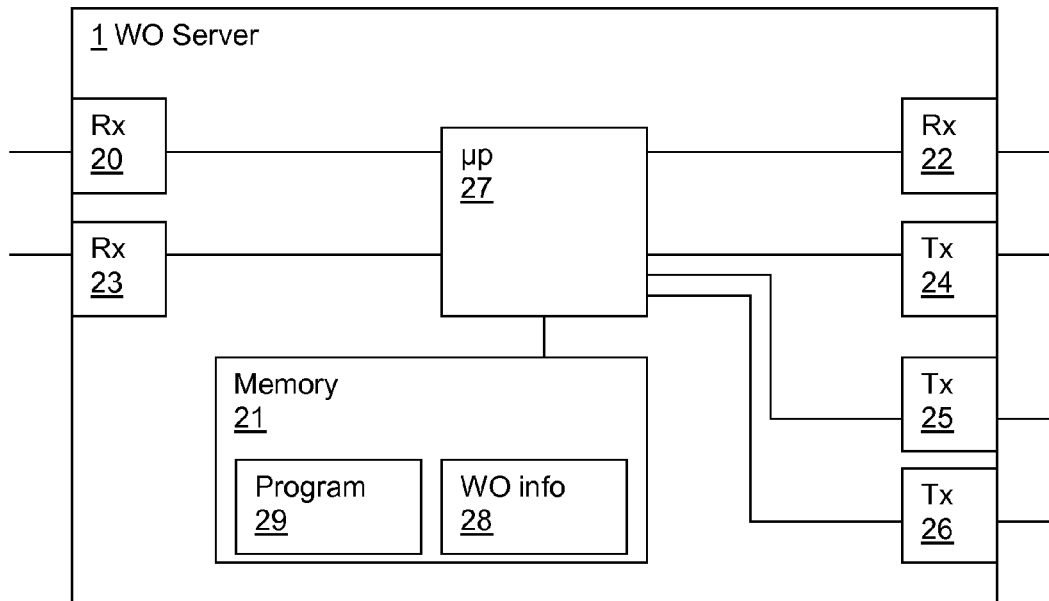 1 WO Server
Rx
20
Rx
23
µp
27
Rx
22
Tx
24
Tx
25
Tx
26
Memory
21
Program
29
WO info
28